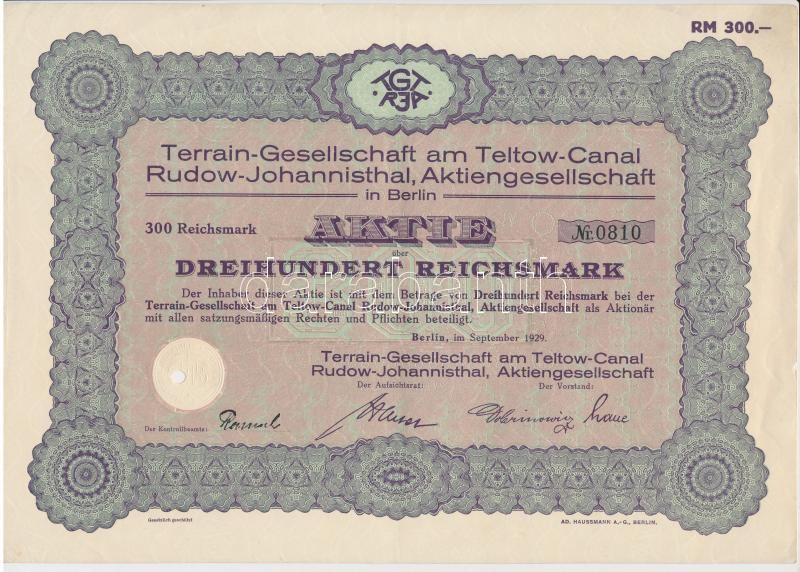 RM 300.—
TGT
R·J·A·
Terrain-Gesellschaft am Teltow-Canal
Rudow-Johannisthal, Aktiengesellschaft
in Berlin
300 Reichsmark AKTIE Nr. 0810
über
DREIHUNDERT REICHSMARK
darabanth
Der Inhaber dieser Aktie ist mit dem Betrage von Dreihundert Reichsmark bei der
Terrain-Gesellschaft am Teltow-Canal Rudow-Johannisthal, Aktiengesellschaft als Aktionär
mit allen satzungsmäßigen Rechten und Pflichten beteiligt.
Berlin, im September 1929.
Terrain-Gesellschaft am Teltow-Canal
Rudow-Johannisthal, Aktiengesellschaft
Der Aufsichtsrat: Der Vorstand:
Der Kontrollbeamte:
Gesetzlich geschützt
AD. HAUSSMANN A.-G., BERLIN.